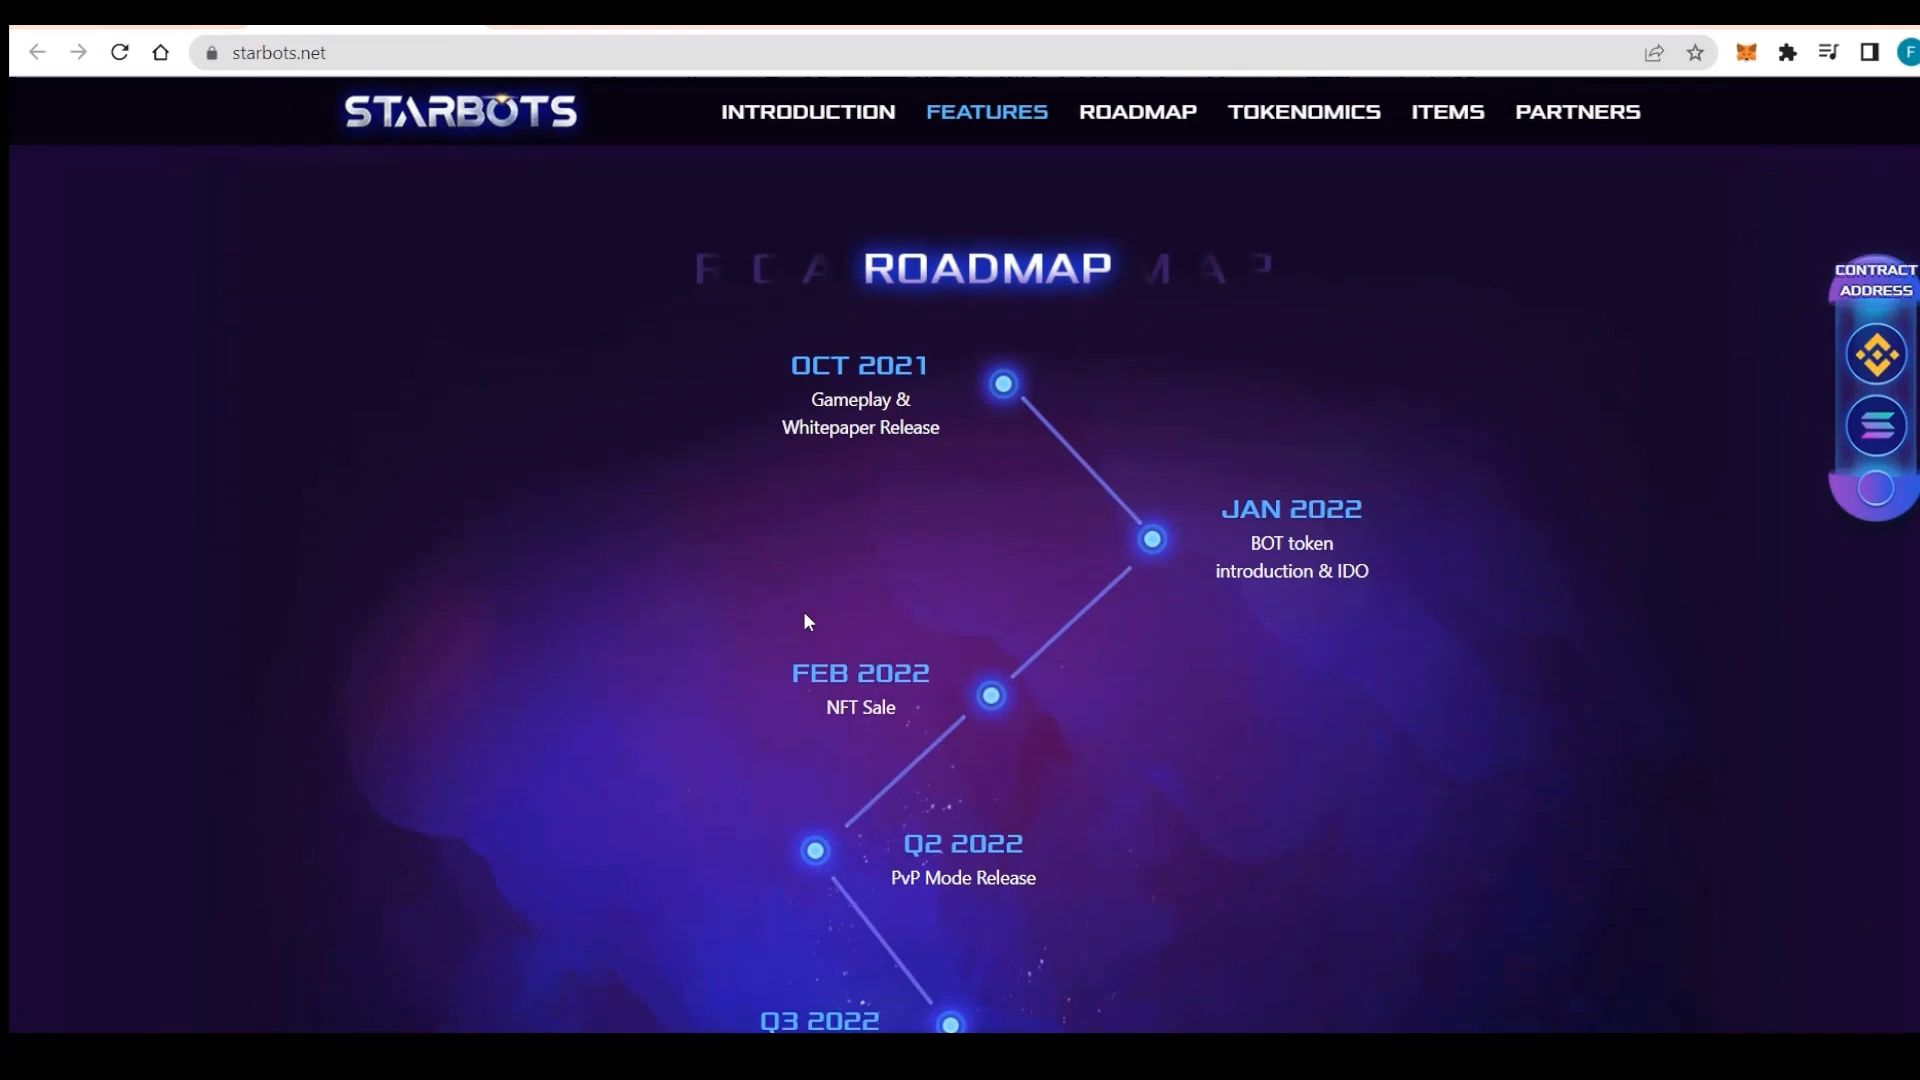 starbots.net
F
STARBOTS
INTRODUCTION FEATURES ROADMAP TOKENOMICS ITEMS PARTNERS
ROADMAP
CONTRACT
ADDRESS
OCT 2021
Gameplay &
Whitepaper Release
JAN 2022
BOT token
introduction & IDO
FEB 2022
NFT Sale
Q2 2022
PvP Mode Release
Q3 2022